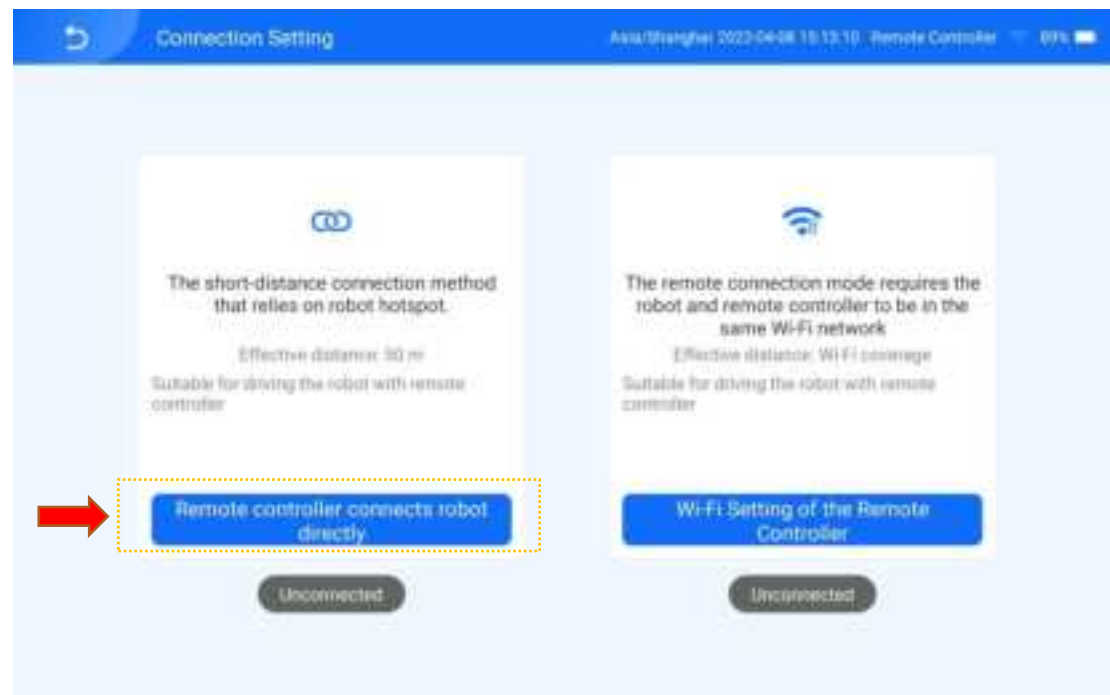 Connection Setting
Asia/Shanghai 2022-04-08 15:13:10 Remote Controller 89%
The short-distance connection method
that relies on robot hotspot.
Effective distance: 50 m
Suitable for driving the robot with remote
controller
Remote controller connects robot
directly
Unconnected
The remote connection mode requires the
robot and remote controller to be in the
same Wi-Fi network
Effective distance: Wi-Fi coverage
Suitable for driving the robot with remote
controller
Wi-Fi Setting of the Remote
Controller
Unconnected